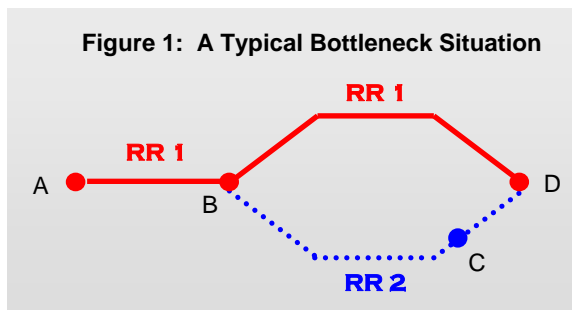 Figure 1: A Typical Bottleneck Situation
RR 1
RR 1
A
B
D
C
RR 2